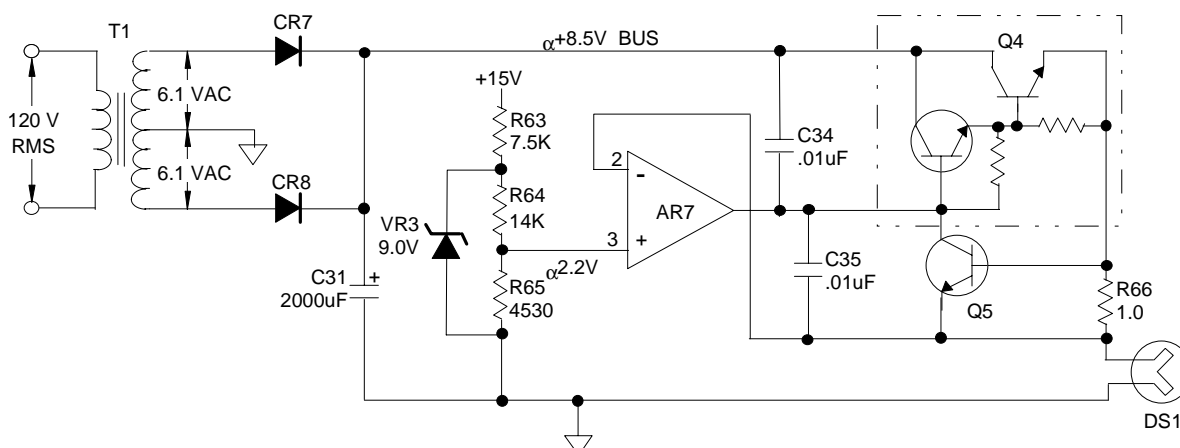 T1
CR7
α+8.5V BUS
Q4
+15V
6.1 VAC
120 V
RMS
R63
7.5K
C34
.01uF
2
-
6.1 VAC
CR8
R64
14K
AR7
VR3
9.0V
3
+
α2.2V
C35
.01uF
C31
2000uF
+
R65
4530
Q5
R66
1.0
DS1